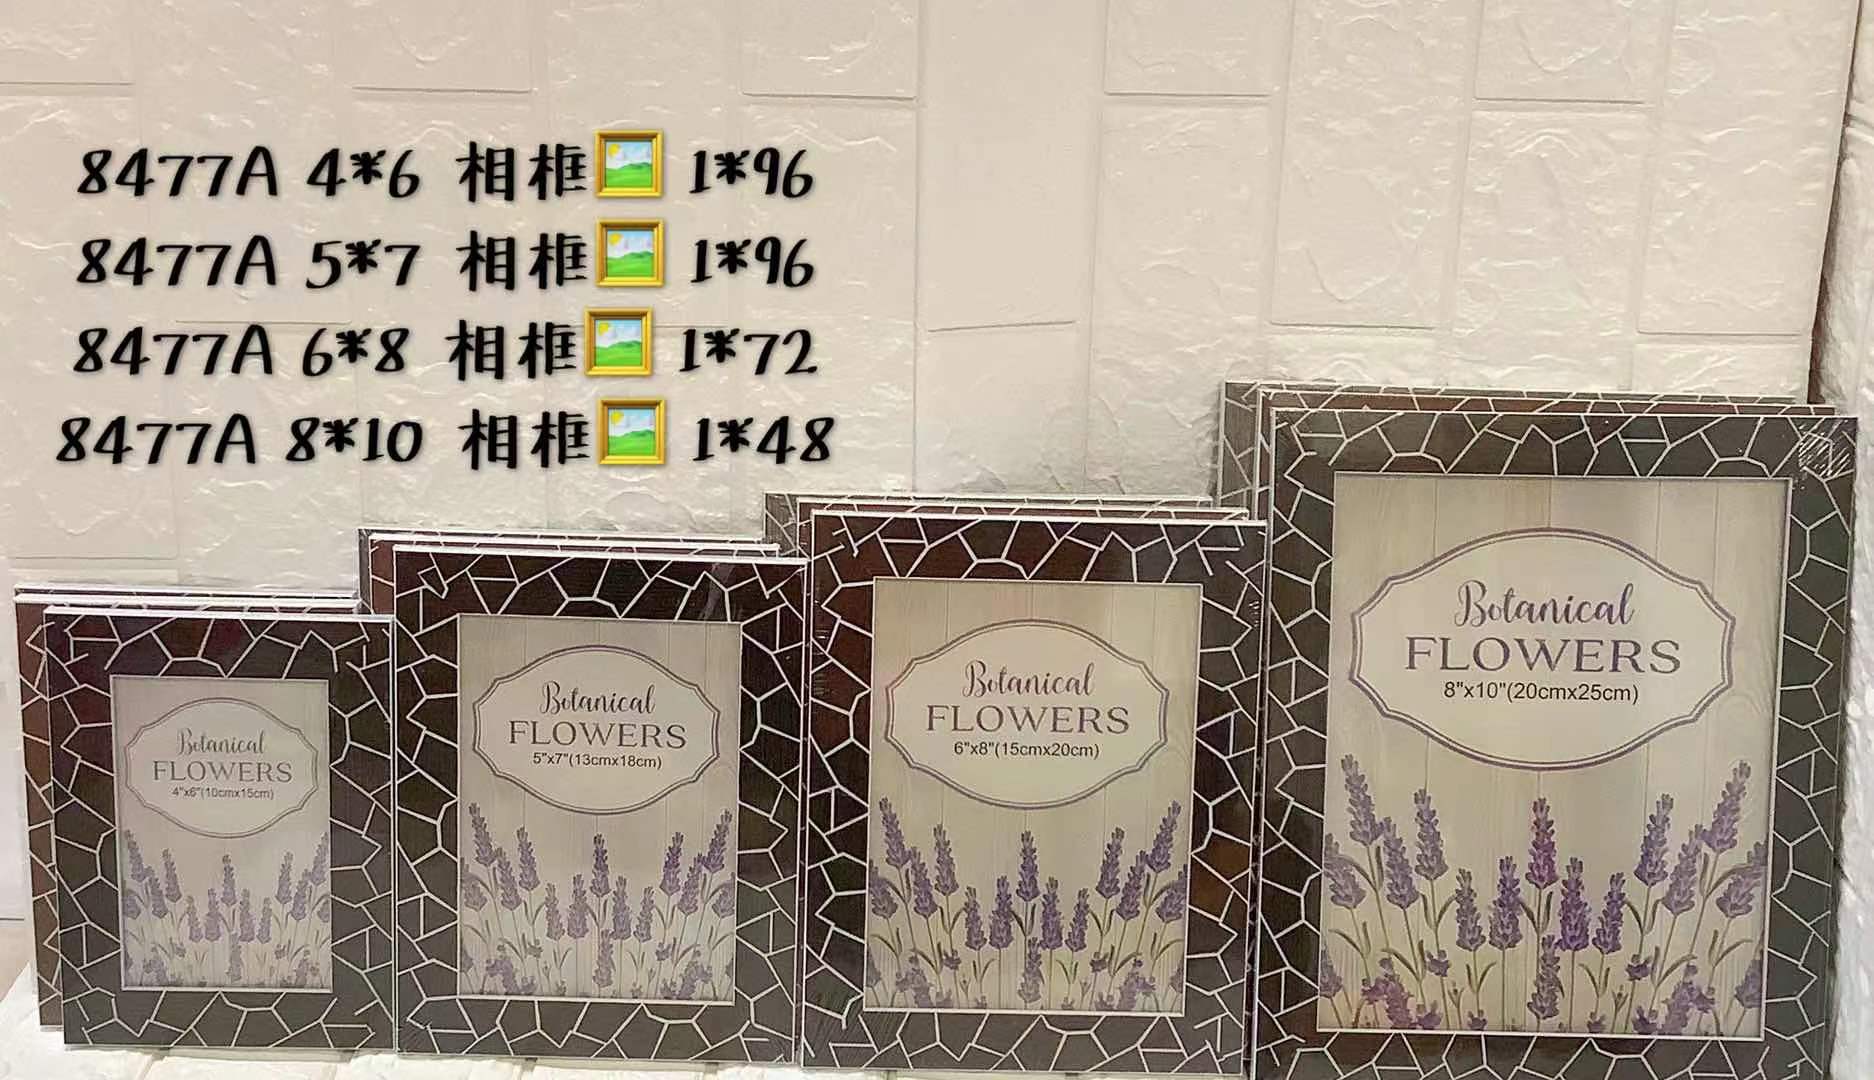 8477A 4*6 相框🖼️ 1*96
8477A 5*7 相框🖼️ 1*96
8477A 6*8 相框🖼️ 1*72
8477A 8*10 相框🖼️ 1*48
Botanical
FLOWERS
4"x6"(10cmx15cm)
Botanical
FLOWERS
5"x7"(13cmx18cm)
Botanical
FLOWERS
6"x8"(15cmx20cm)
Botanical
FLOWERS
8"x10"(20cmx25cm)